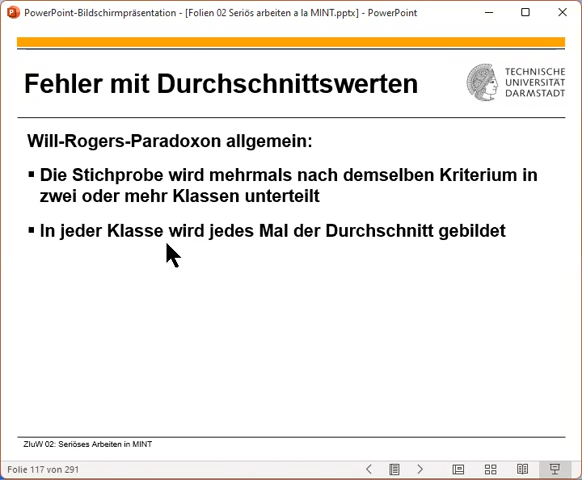 PowerPoint-Bildschirmpräsentation - [Folien 02 Seriös arbeiten a la MINT.pptx] - PowerPoint
Fehler mit Durchschnittswerten
TECHNISCHE
UNIVERSITÄT
DARMSTADT
Will-Rogers-Paradoxon allgemein:
▪ Die Stichprobe wird mehrmals nach demselben Kriterium in
zwei oder mehr Klassen unterteilt
▪ In jeder Klasse wird jedes Mal der Durchschnitt gebildet
ZIuW 02: Seriöses Arbeiten in MINT
Folie 117 von 291